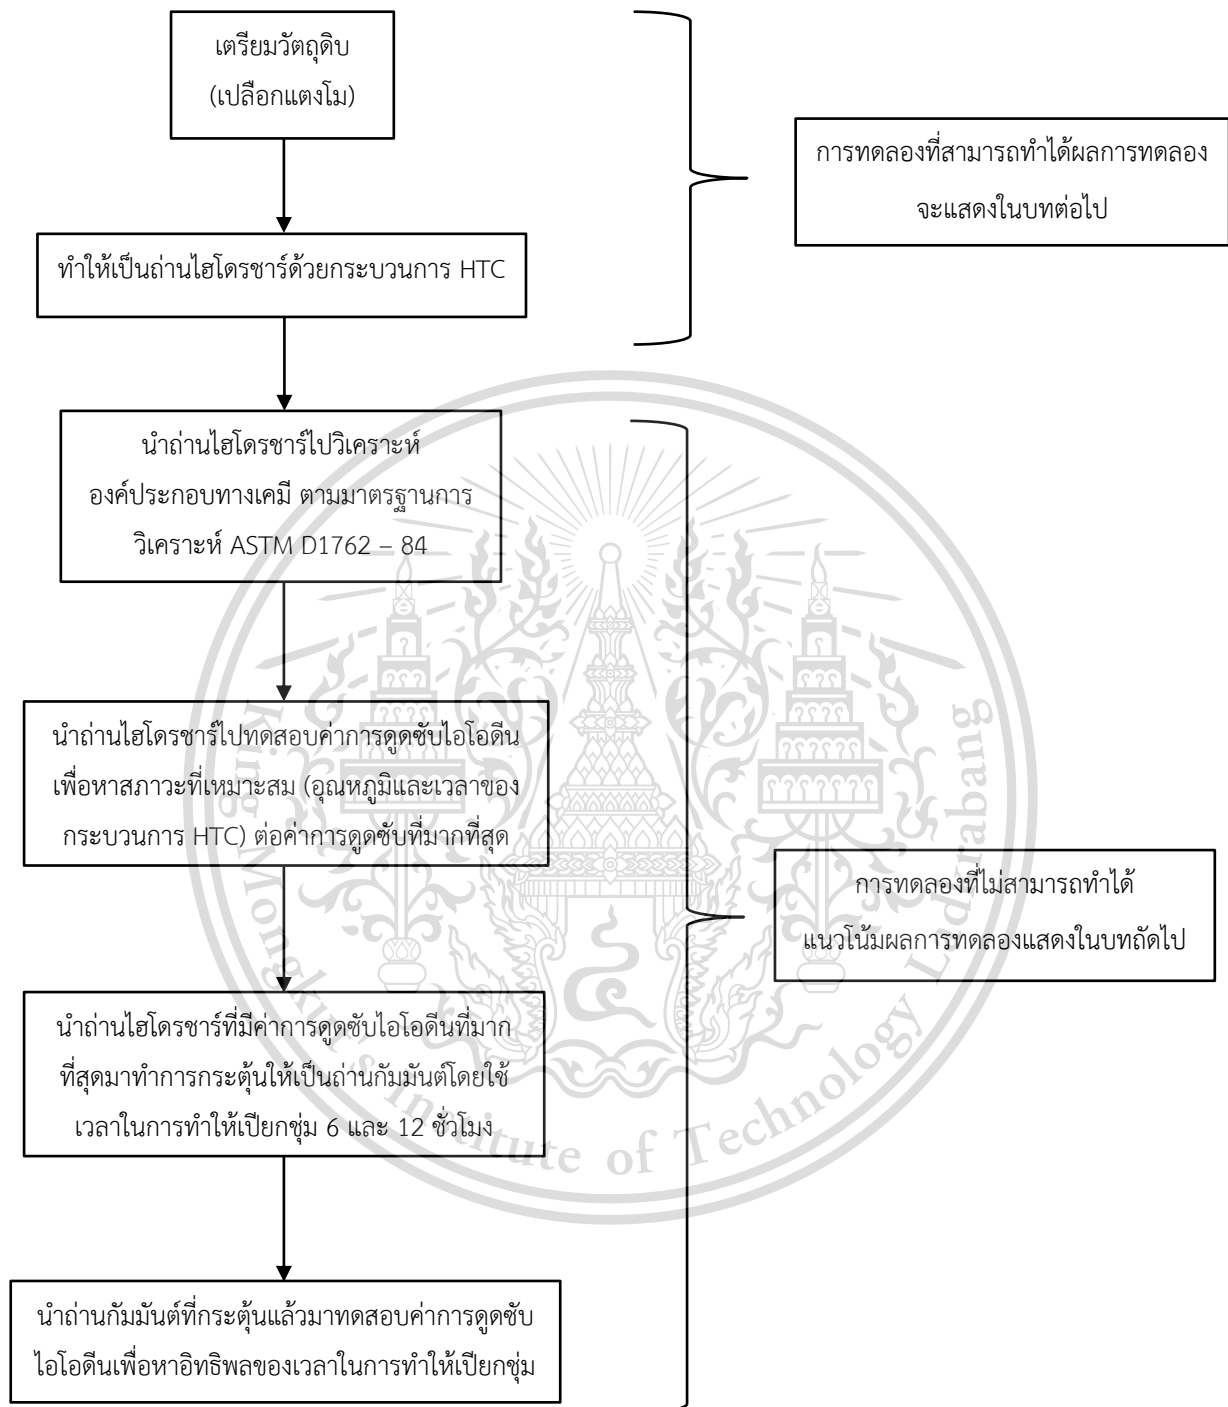 เตรียมวัตถุดิบ
(เปลือกแตงโม)
การทดลองที่สามารถทำได้ผลการทดลอง
จะแสดงในบทต่อไป
ทำให้เป็นถ่านไฮโดรชาร์ด้วยกระบวนการ HTC
นำถ่านไฮโดรชาร์ไปวิเคราะห์
องค์ประกอบทางเคมี ตามมาตรฐานการ
วิเคราะห์ ASTM D1762 – 84
นำถ่านไฮโดรชาร์ไปทดสอบค่าการดูดซับไอโอดีน
เพื่อหาสภาวะที่เหมาะสม (อุณหภูมิและเวลาของ
กระบวนการ HTC) ต่อค่าการดูดซับที่มากที่สุด
การทดลองที่ไม่สามารถทำได้
แนวโน้มผลการทดลองแสดงในบทถัดไป
นำถ่านไฮโดรชาร์ที่มีค่าการดูดซับไอโอดีนที่มาก
ที่สุดมาทำการกระตุ้นให้เป็นถ่านกัมมันต์โดยใช้
เวลาในการทำให้เปียกชุ่ม 6 และ 12 ชั่วโมง
นำถ่านกัมมันต์ที่กระตุ้นแล้วมาทดสอบค่าการดูดซับ
ไอโอดีนเพื่อหาอิทธิพลของเวลาในการทำให้เปียกชุ่ม
King Mongkut's Institute of Technology Ladkrabang